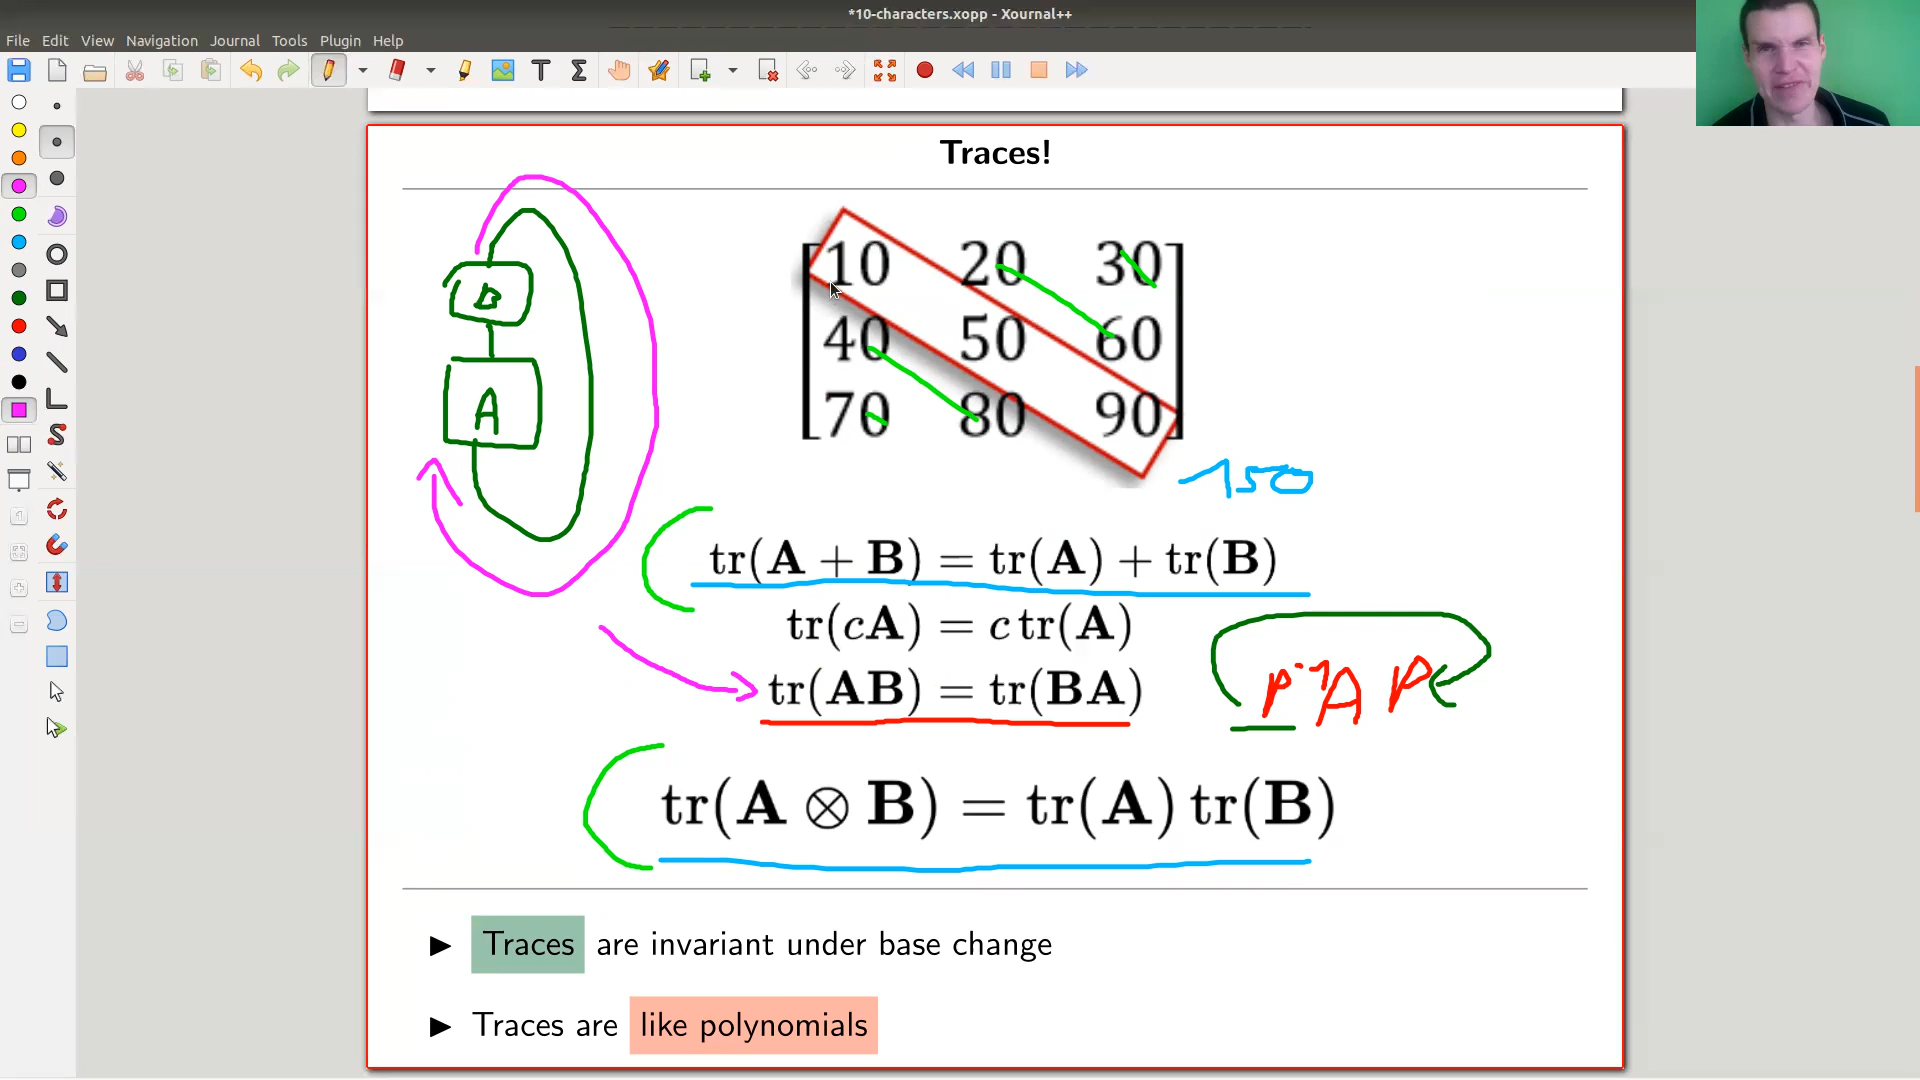 *10-characters.xopp - Xournal++
File Edit View Navigation Journal Tools Plugin Help
Traces!
10 20 30
40 50 60
70 80 90
B
A
150
tr(A + B) = tr(A) + tr(B)
tr(cA) = c tr(A)
tr(AB) = tr(BA)
P⁻¹ A P
tr(A ⊗ B) = tr(A) tr(B)
► Traces are invariant under base change
► Traces are like polynomials